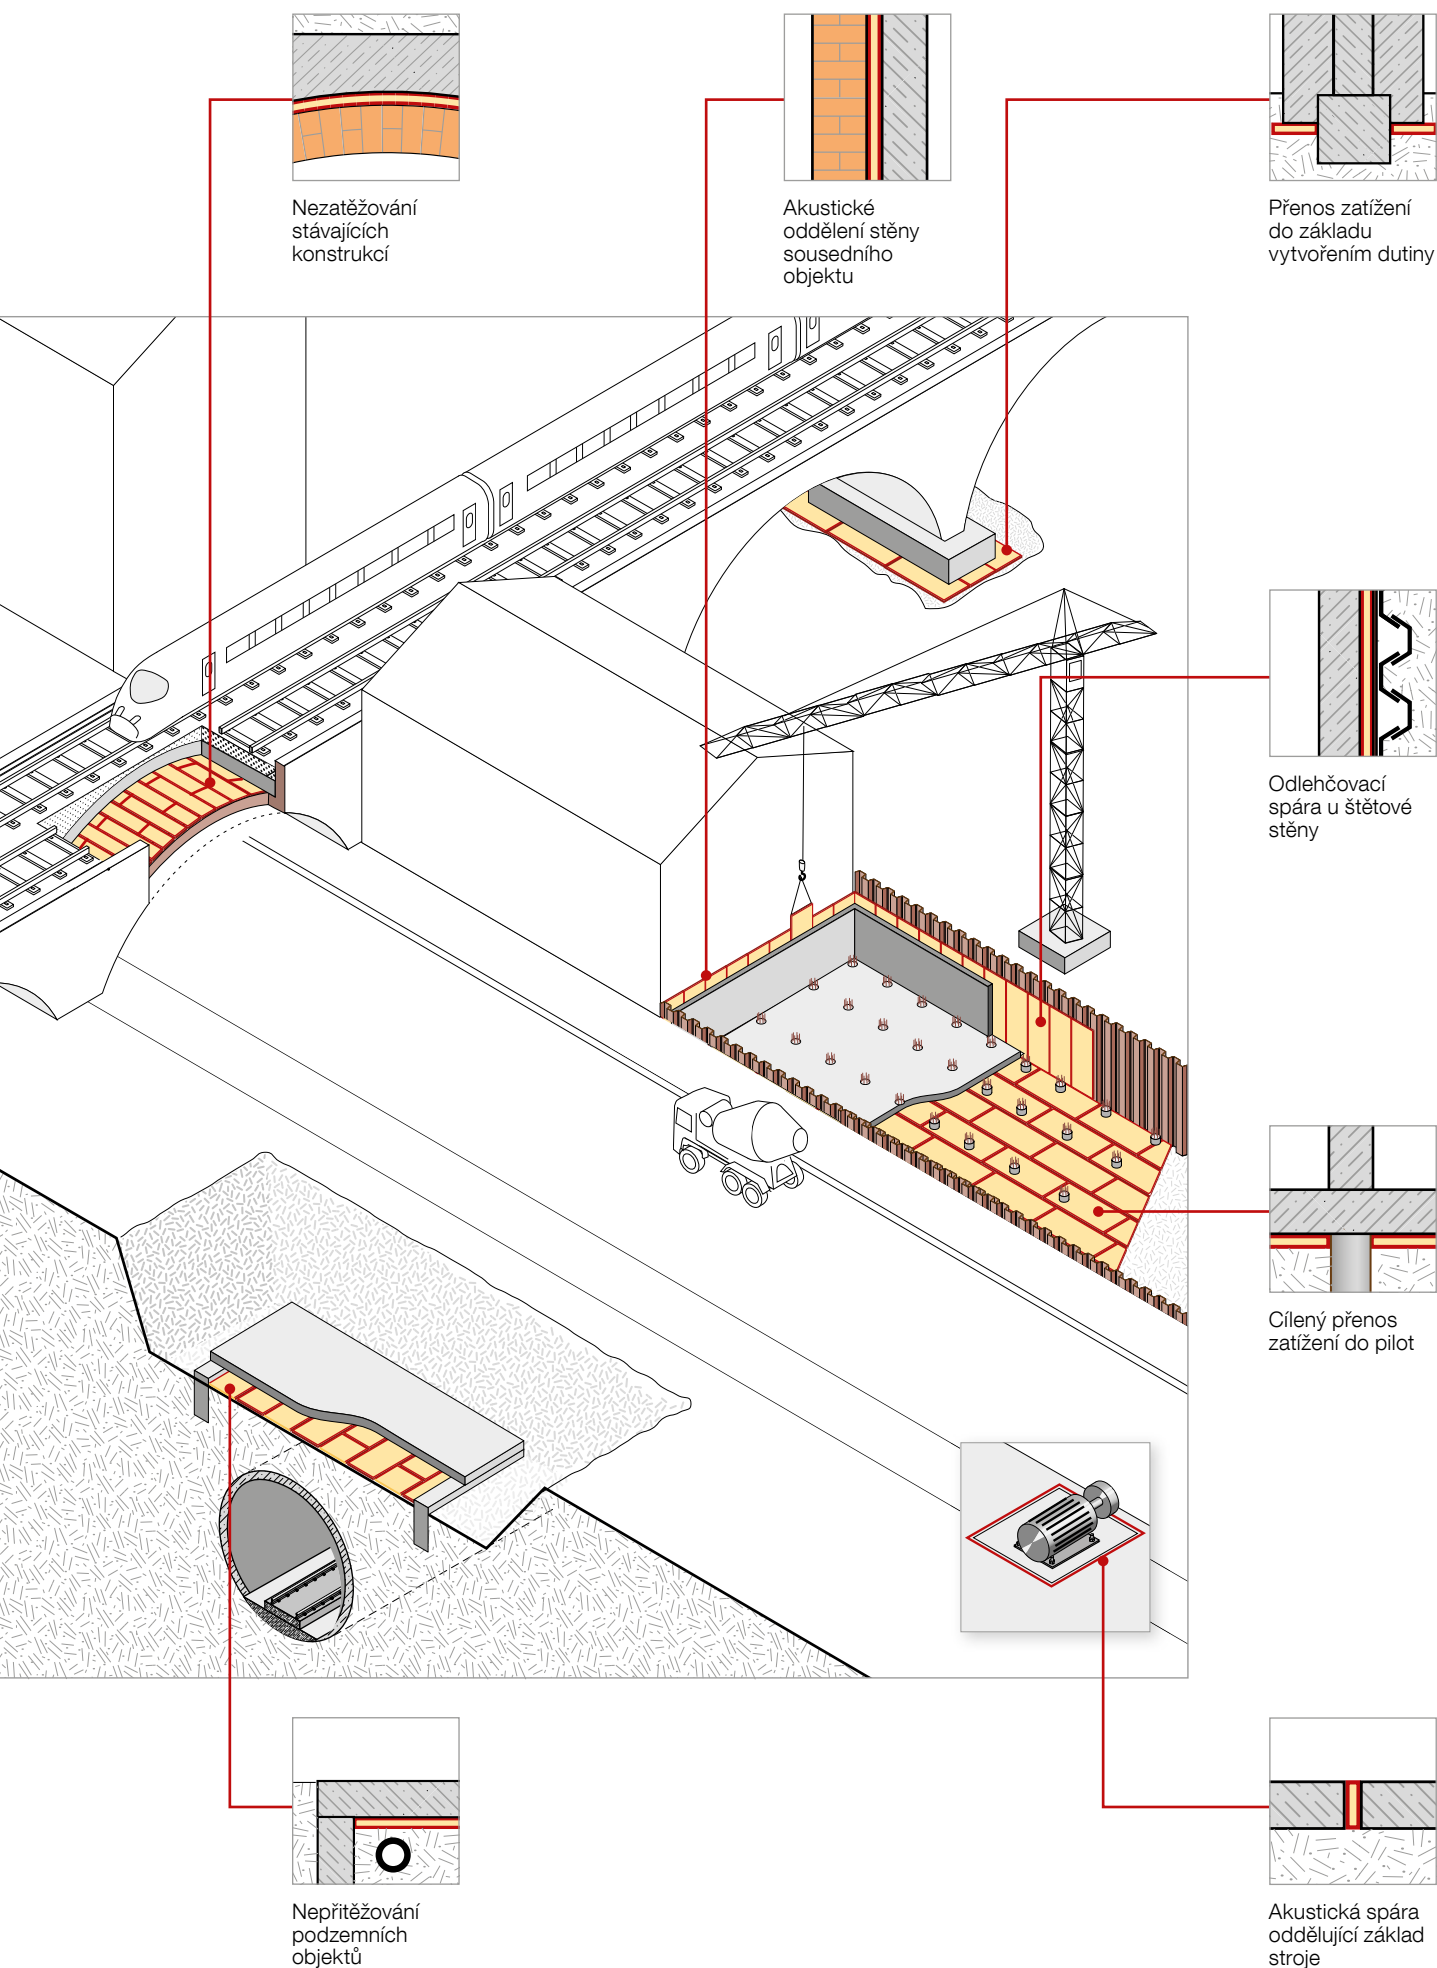 Nezatěžování
stávajících
konstrukcí
Akustické
oddělení stěny
sousedního
objektu
Přenos zatížení
do základu
vytvořením dutiny
Odlehčovací
spára u štětové
stěny
Cílený přenos
zatížení do pilot
Nepřitěžování
podzemních
objektů
Akustická spára
oddělující základ
stroje